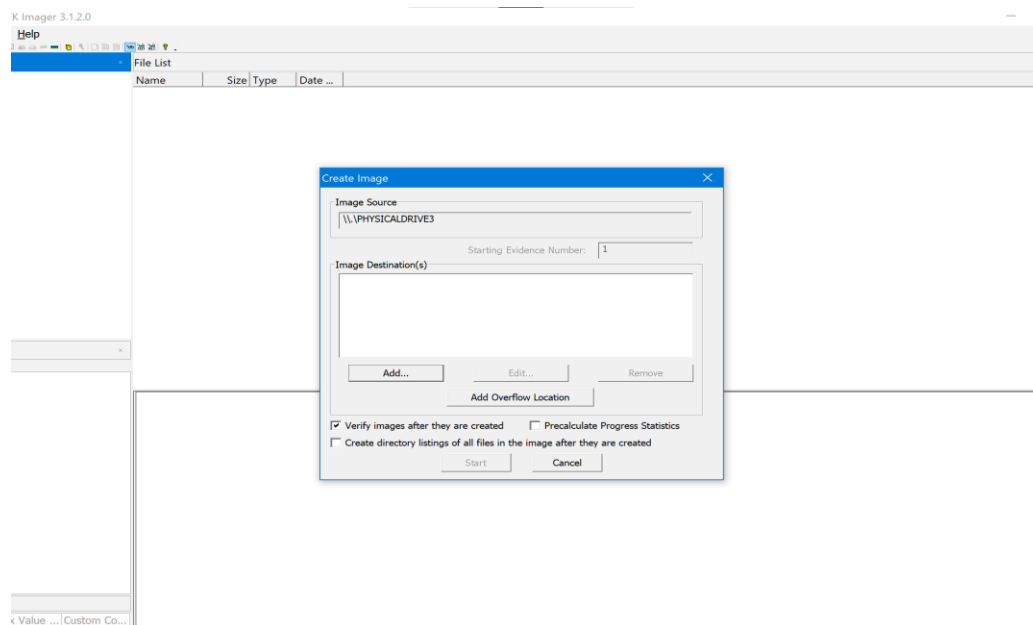 K Imager 3.1.2.0
Help
File List
Name Size Type Date ...
Create Image
Image Source
\\.\PHYSICALDRIVE3
Starting Evidence Number: 1
Image Destination(s)
Add... Edit... Remove
Add Overflow Location
Verify images after they are created Precalculate Progress Statistics
Create directory listings of all files in the image after they are created
Start Cancel
x Value ... Custom Co...